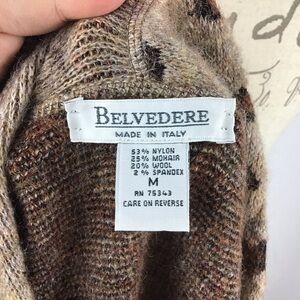 BELVEDERE
MADE IN ITALY
53% NYLON
25% MOHAIR
20% WOOL
2% SPANDEX
M
RN 75343
CARE ON REVERSE